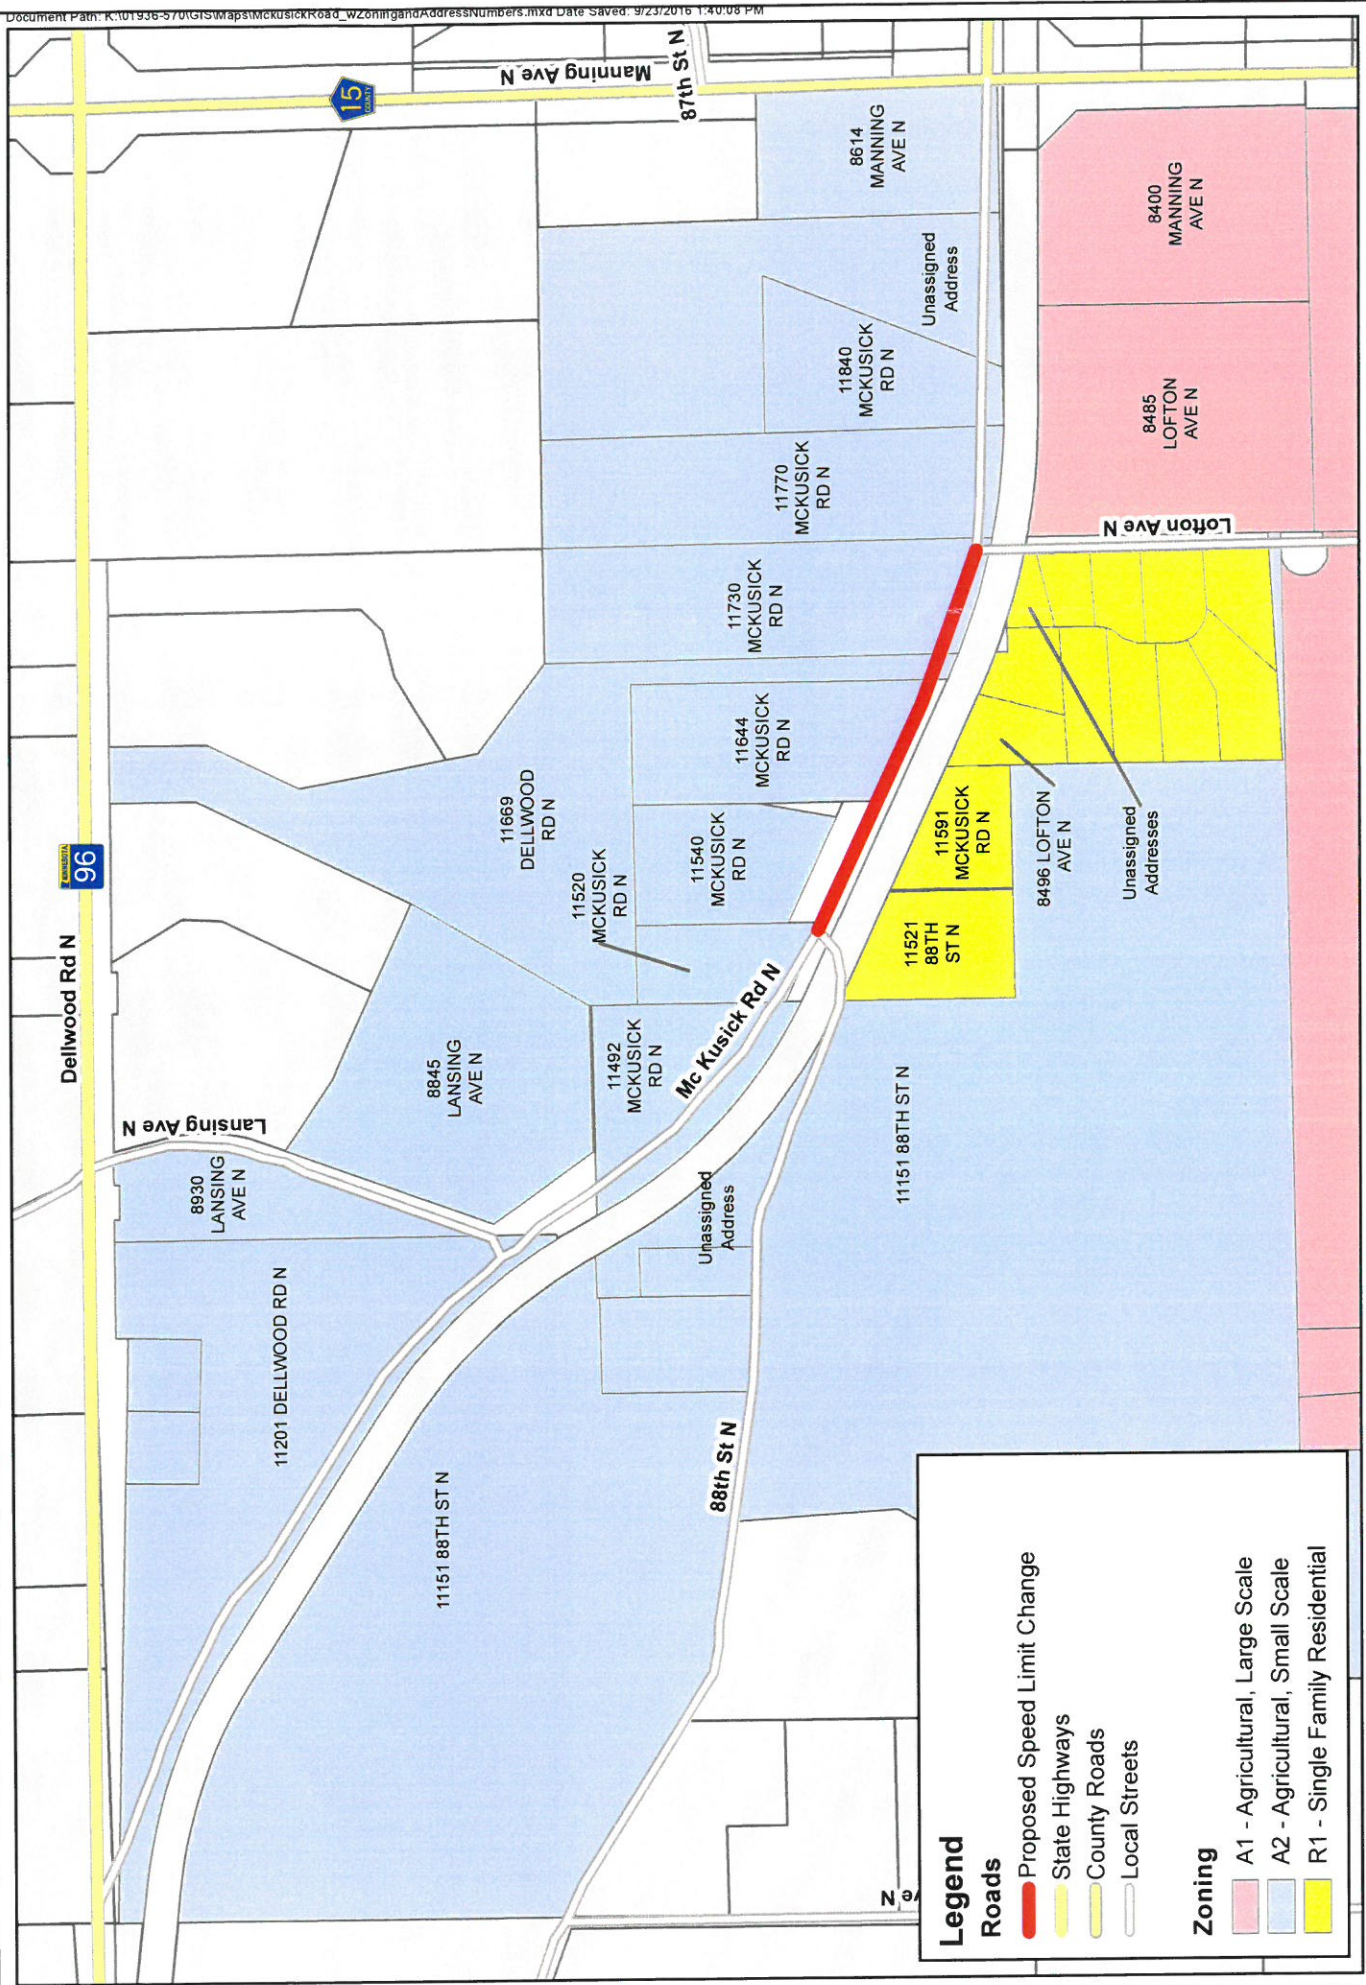 Document Path: K:\01936-570\GIS\Maps\MckusickRoad_wZoningandAddressNumbers.mxd Date Saved: 9/23/2016 1:40:08 PM
Dellwood Rd N
MINNESOTA
96
15
COUNTY
Manning Ave N
87th St N
Lansing Ave N
Mc Kusick Rd N
88th St N
Lofton Ave N
ve N
11201 DELLWOOD RD N
8930
LANSING
AVE N
8845
LANSING
AVE N
11669
DELLWOOD
RD N
11151 88TH ST N
11492
MCKUSICK
RD N
11520
MCKUSICK
RD N
11540
MCKUSICK
RD N
11644
MCKUSICK
RD N
11730
MCKUSICK
RD N
11770
MCKUSICK
RD N
11840
MCKUSICK
RD N
Unassigned
Address
8614
MANNING
AVE N
Unassigned
Address
11151 88TH ST N
11521
88TH
ST N
11591
MCKUSICK
RD N
8496 LOFTON
AVE N
Unassigned
Addresses
8485
LOFTON
AVE N
8400
MANNING
AVE N
Legend
Roads
Proposed Speed Limit Change
State Highways
County Roads
Local Streets
Zoning
A1 - Agricultural, Large Scale
A2 - Agricultural, Small Scale
R1 - Single Family Residential